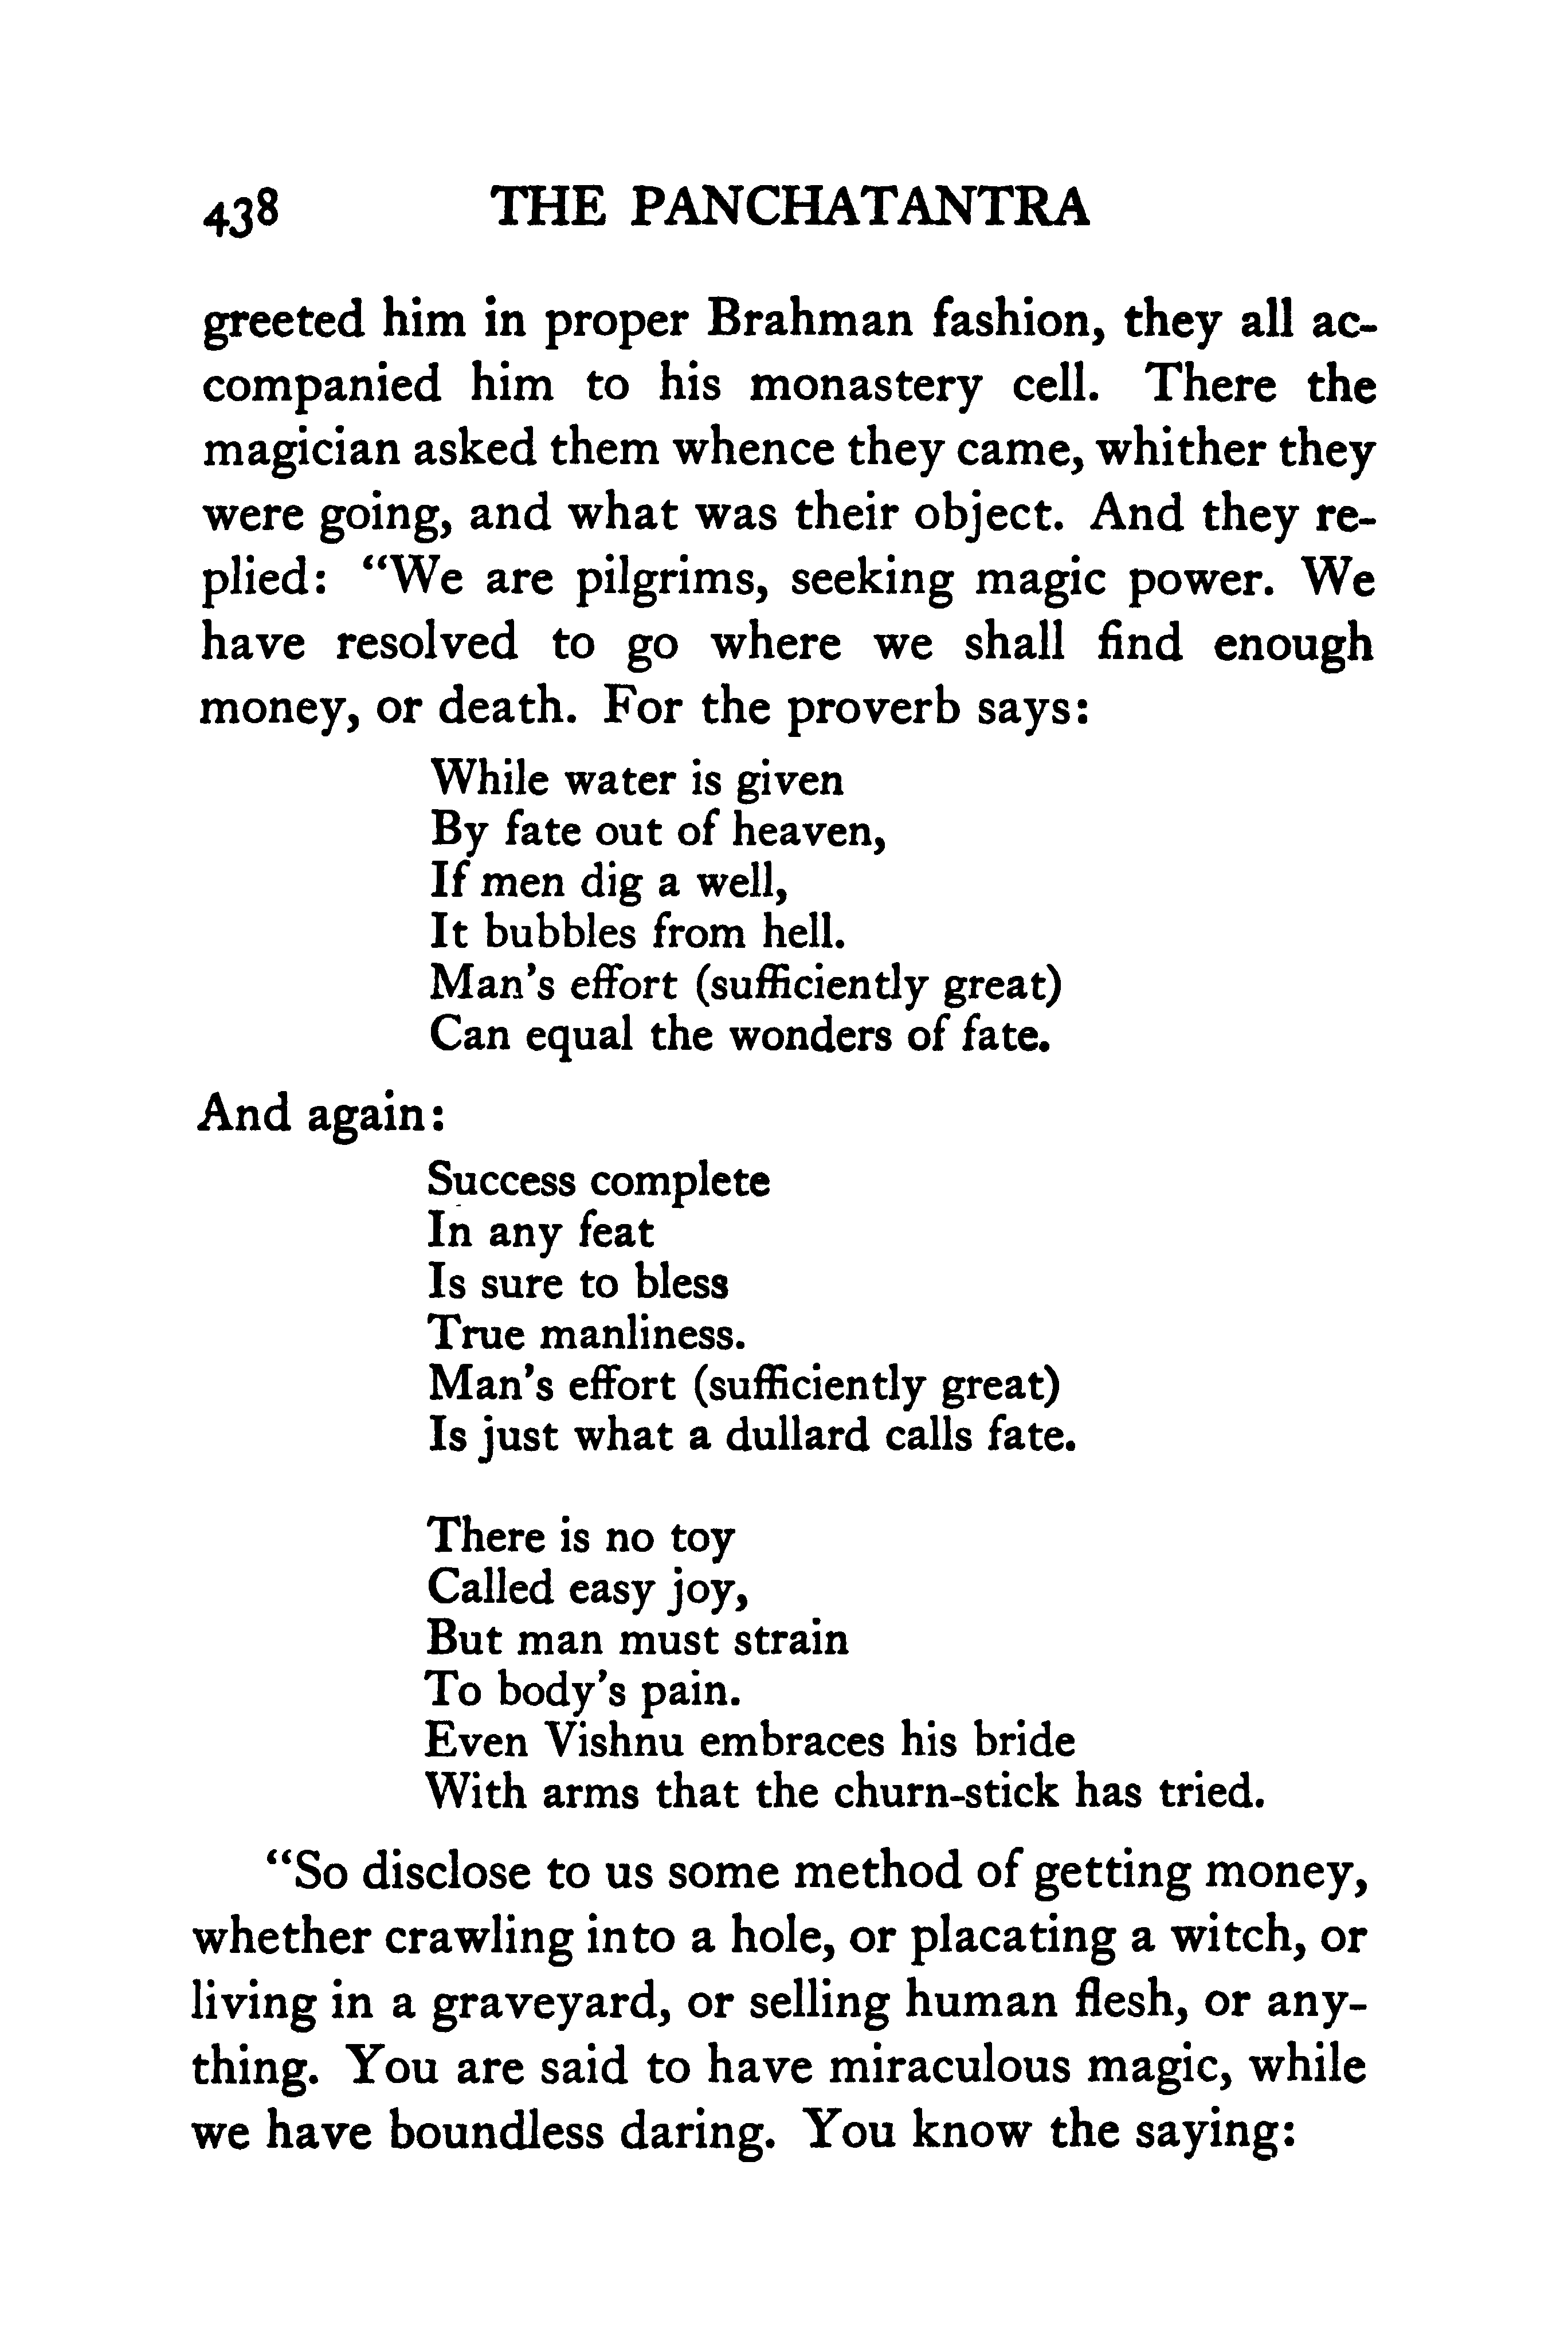 438 THE PANCHATANTRA
greeted him in proper Brahman fashion, they all ac-
companied him to his monastery cell. There the
magician asked them whence they came, whither they
were going, and what was their object. And they re-
plied: “We are pilgrims, seeking magic power. We
have resolved to go where we shall find enough
money, or death. For the proverb says:
While water is given
By fate out of heaven,
If men dig a well,
It bubbles from hell.
Man’s effort (sufficiently great)
Can equal the wonders of fate.
And again:
Success complete
In any feat
Is sure to bless
True manliness.
Man’s effort (sufficiently great)
Is just what a dullard calls fate.
There is no toy
Called easy joy,
But man must strain
To body’s pain.
Even Vishnu embraces his bride
With arms that the churn-stick has tried.
“So disclose to us some method of getting money,
whether crawling into a hole, or placating a witch, or
living in a graveyard, or selling human flesh, or any-
thing. You are said to have miraculous magic, while
we have boundless daring. You know the saying: